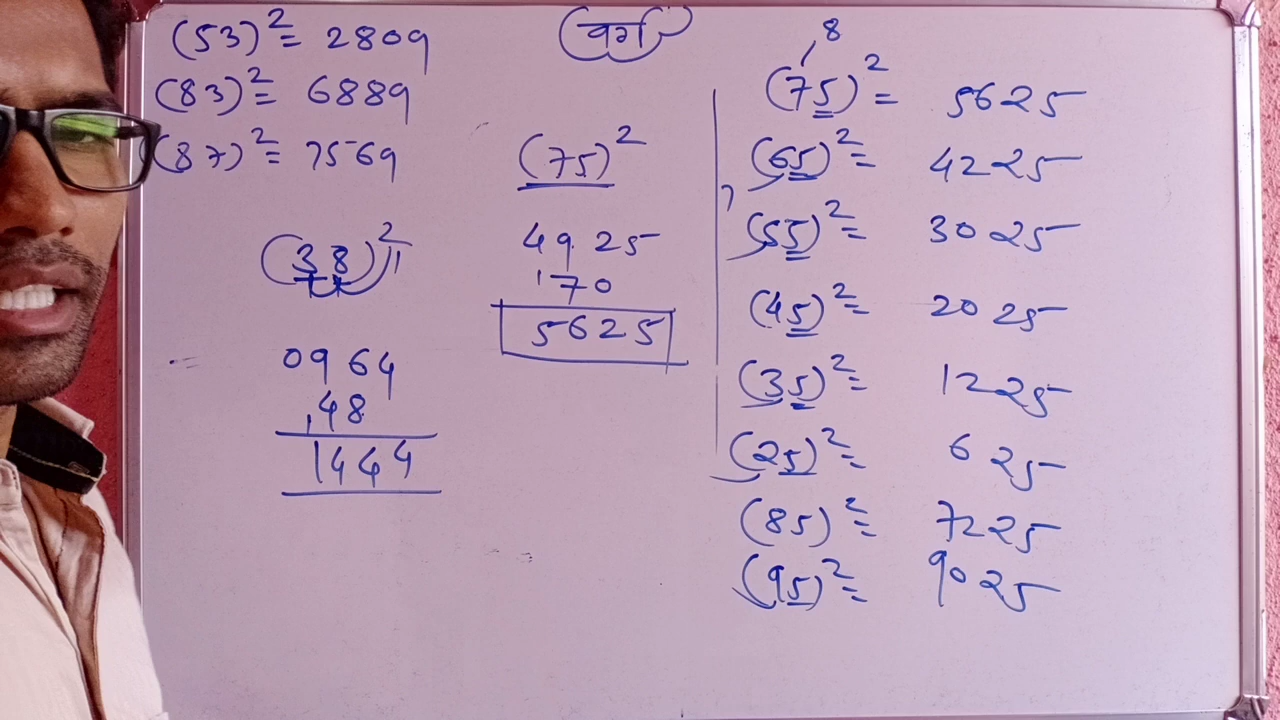 वर्ग
(53)² = 2809
(83)² = 6889
(87)² = 7569
(38)²
0964
48
1444
(75)²
4925
170
5625
8
(75)² = 5625
(65)² = 4225
(55)² = 3025
(45)² = 2025
(35)² = 1225
(25)² = 625
(85)² = 7225
(95)² = 9025